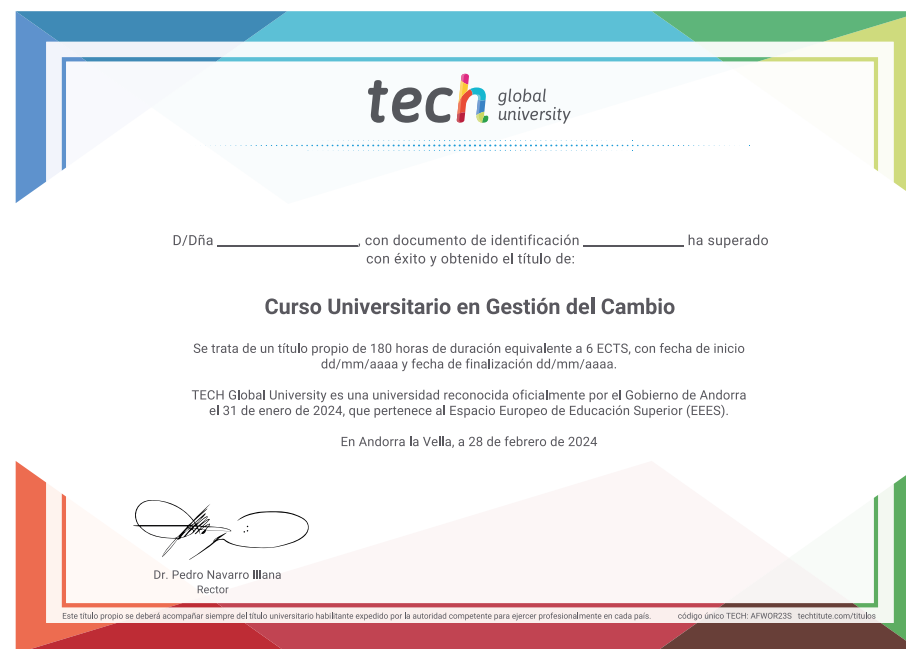 tech global university
D/Dña ____________________, con documento de identificación ______________ ha superado
con éxito y obtenido el título de:
Curso Universitario en Gestión del Cambio
Se trata de un título propio de 180 horas de duración equivalente a 6 ECTS, con fecha de inicio
dd/mm/aaaa y fecha de finalización dd/mm/aaaa.
TECH Global University es una universidad reconocida oficialmente por el Gobierno de Andorra
el 31 de enero de 2024, que pertenece al Espacio Europeo de Educación Superior (EEES).
En Andorra la Vella, a 28 de febrero de 2024
Dr. Pedro Navarro Illana
Rector
Este título propio se deberá acompañar siempre del título universitario habilitante expedido por la autoridad competente para ejercer profesionalmente en cada país. código único TECH: AFWOR23S techtitute.com/titulos